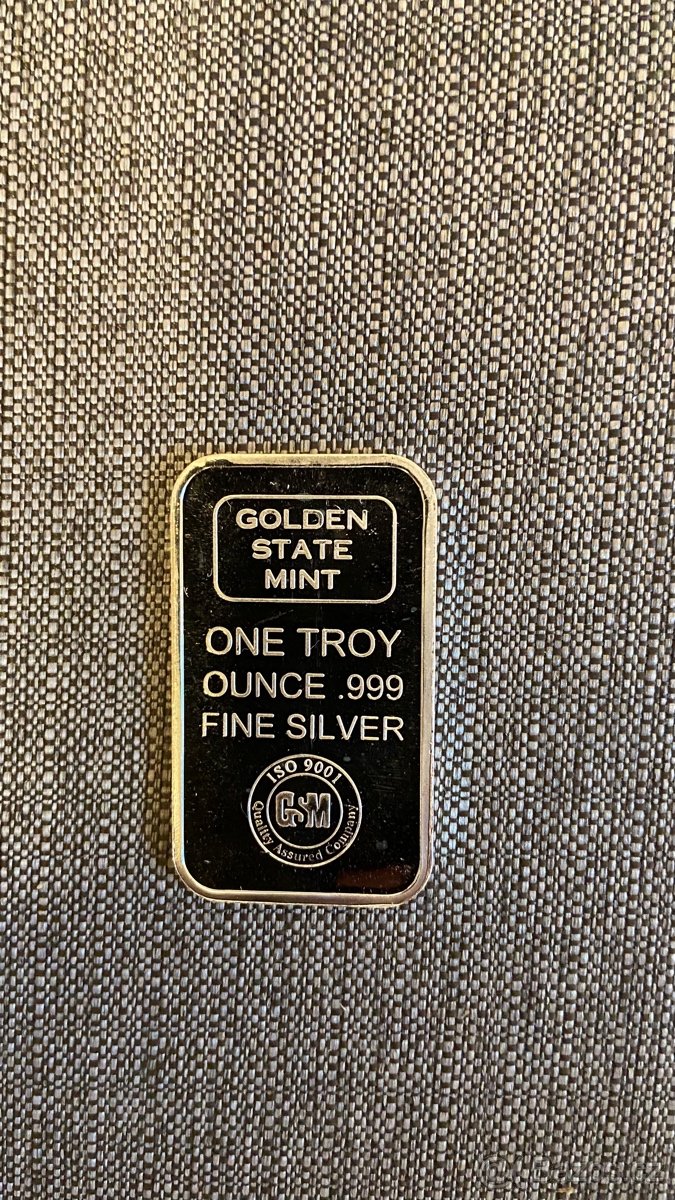 GOLDEN
STATE
MINT
ONE TROY
OUNCE .999
FINE SILVER
ISO 9001
GSM
Quality Assured Company